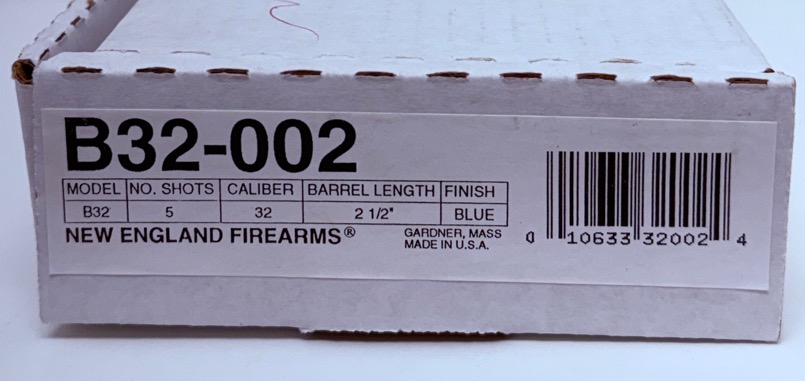 B32-002
MODEL NO. SHOTS CALIBER BARREL LENGTH FINISH
B32 5 32 2 1/2" BLUE
NEW ENGLAND FIREARMS®
GARDNER, MASS
MADE IN U.S.A.
0 10633 32002 4